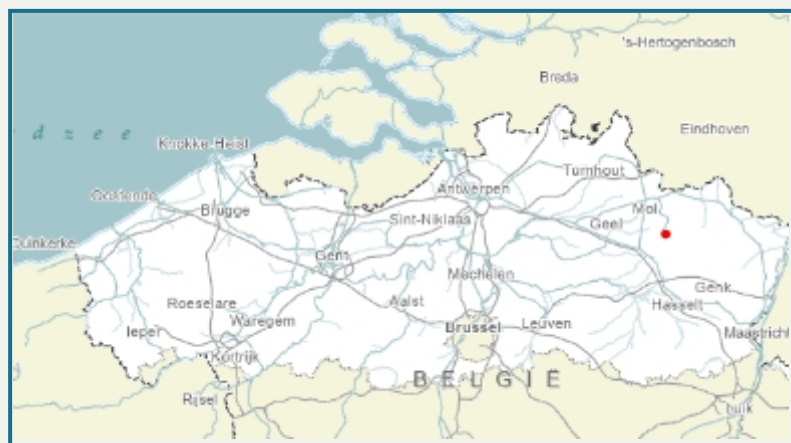 's-Hertogenbosch
Breda
Eindhoven
d z e e
Knokke-Heist
Turnhout
Oostende
Antwerpen
Mol
Brugge
Sint-Niklaas
Geel
Duinkerke
Gent
Mechelen
Genk
Roeselare
Aalst
Hasselt
Ieper
Waregem
Brussel
Leuven
Maastricht
Kortrijk
BELGIË
Rijsel
Luik